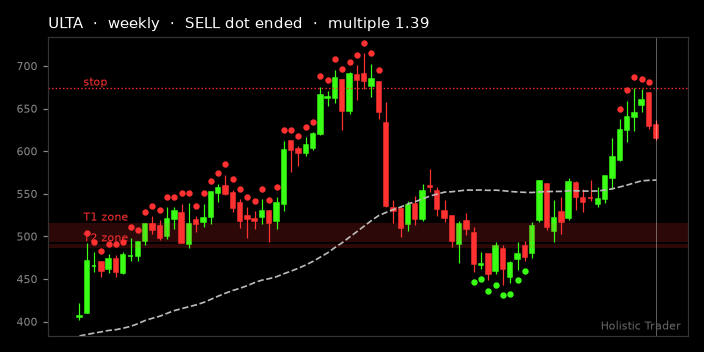 ULTA · weekly · SELL dot ended · multiple 1.39
700
stop
650
600
550
T1 zone
500
T2 zone
450
400
Holistic Trader